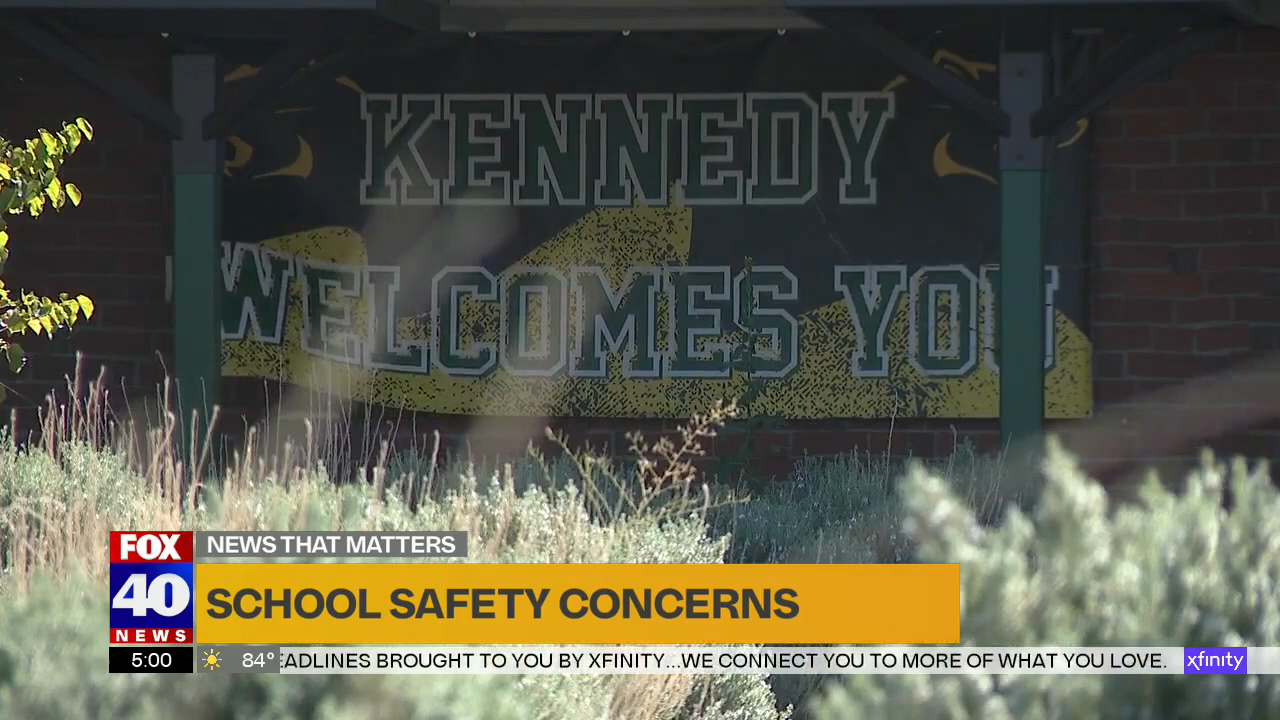 KENNEDY
WELCOMES YOU
FOX
40
NEWS
NEWS THAT MATTERS
SCHOOL SAFETY CONCERNS
5:00
84°
EADLINES BROUGHT TO YOU BY XFINITY...WE CONNECT YOU TO MORE OF WHAT YOU LOVE.
xfinity